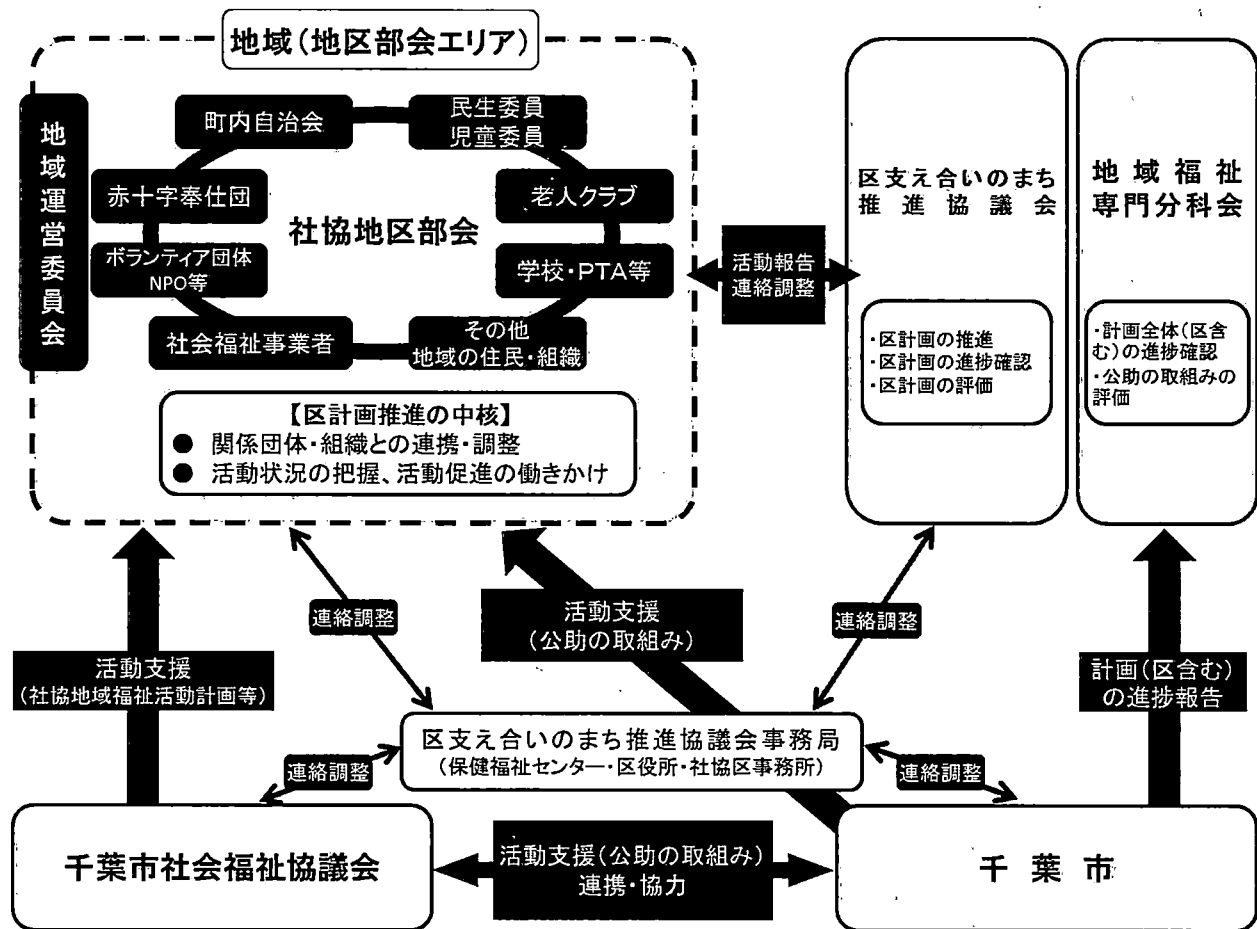 地域(地区部会エリア)
地域運営委員会
町内自治会
民生委員
児童委員
赤十字奉仕団
老人クラブ
社協地区部会
ボランティア団体
NPO等
学校・PTA等
社会福祉事業者
その他
地域の住民・組織
【区計画推進の中核】
● 関係団体・組織との連携・調整
● 活動状況の把握、活動促進の働きかけ
活動報告
連絡調整
区支え合いのまち
推進協議会
・区計画の推進
・区計画の進捗確認
・区計画の評価
地域福祉
専門分科会
・計画全体(区含
む)の進捗確認
・公助の取組みの
評価
活動支援
(社協地域福祉活動計画等)
連絡調整
活動支援
(公助の取組み)
連絡調整
計画(区含む)
の進捗報告
区支え合いのまち推進協議会事務局
(保健福祉センター・区役所・社協区事務所)
連絡調整
連絡調整
千葉市社会福祉協議会
活動支援(公助の取組み)
連携・協力
千葉市